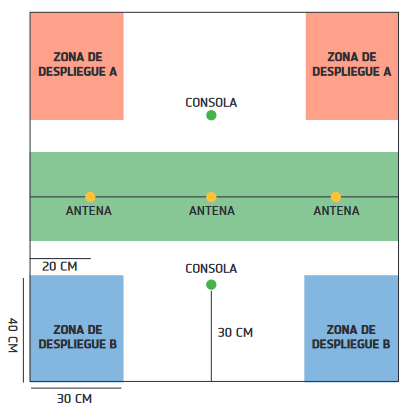 ZONA DE
DESPLIEGUE A
ZONA DE
DESPLIEGUE A
CONSOLA
ANTENA
ANTENA
ANTENA
20 CM
CONSOLA
40 CM
ZONA DE
DESPLIEGUE B
30 CM
ZONA DE
DESPLIEGUE B
30 CM